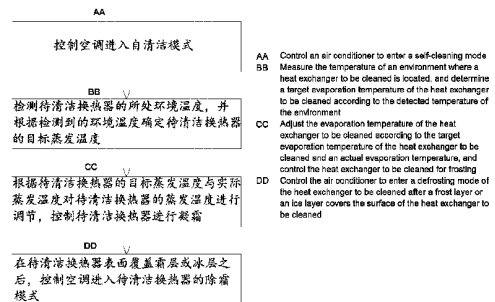 AA
控制空调进入自清洁模式
BB
检测待清洁换热器的所处环境温度，并
根据检测到的环境温度确定待清洁换热器
的目标蒸发温度
CC
根据待清洁换热器的目标蒸发温度与实际
蒸发温度对待清洁换热器的蒸发温度进行
调节，控制待清洁换热器进行凝霜
DD
在待清洁换热器表面覆盖霜层或冰层之
后，控制空调进入待清洁换热器的除霜
模式
AA Control an air conditioner to enter a self-cleaning mode
BB Measure the temperature of an environment where a
heat exchanger to be cleaned is located, and determine
a target evaporation temperature of the heat exchanger
to be cleaned according to the detected temperature of
the environment
CC Adjust the evaporation temperature of the heat
exchanger to be cleaned according to the target
evaporation temperature of the heat exchanger to be
cleaned and an actual evaporation temperature, and
control the heat exchanger to be cleaned for frosting
DD Control the air conditioner to enter a defrosting mode of
the heat exchanger to be cleaned after a frost layer or
an ice layer covers the surface of the heat exchanger to
be cleaned